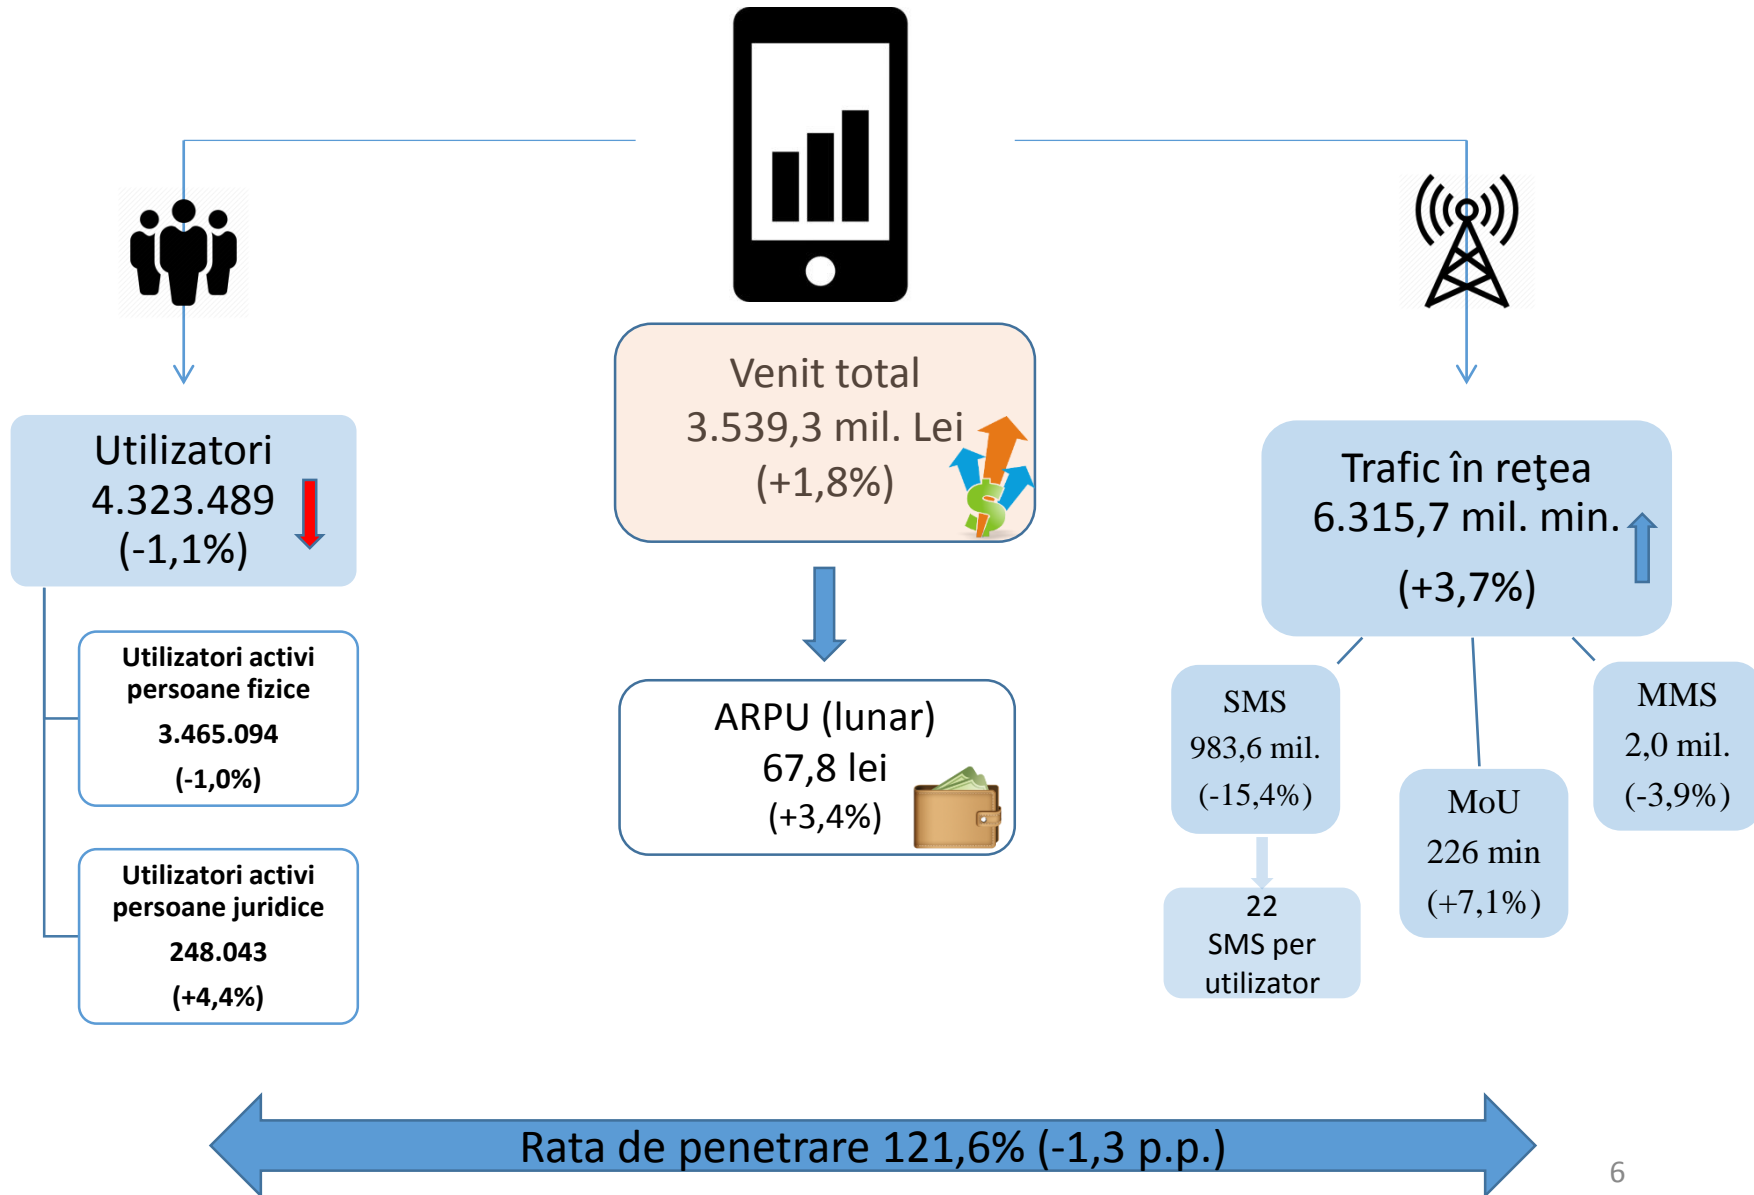 Venit total
3.539,3 mil. Lei
(+1,8%)
Utilizatori
4.323.489
(-1,1%)
Utilizatori activi
persoane fizice
3.465.094
(-1,0%)
Utilizatori activi
persoane juridice
248.043
(+4,4%)
ARPU (lunar)
67,8 lei
(+3,4%)
Trafic în reţea
6.315,7 mil. min.
(+3,7%)
SMS
983,6 mil.
(-15,4%)
22
SMS per
utilizator
MoU
226 min
(+7,1%)
MMS
2,0 mil.
(-3,9%)
Rata de penetrare 121,6% (-1,3 p.p.)
6